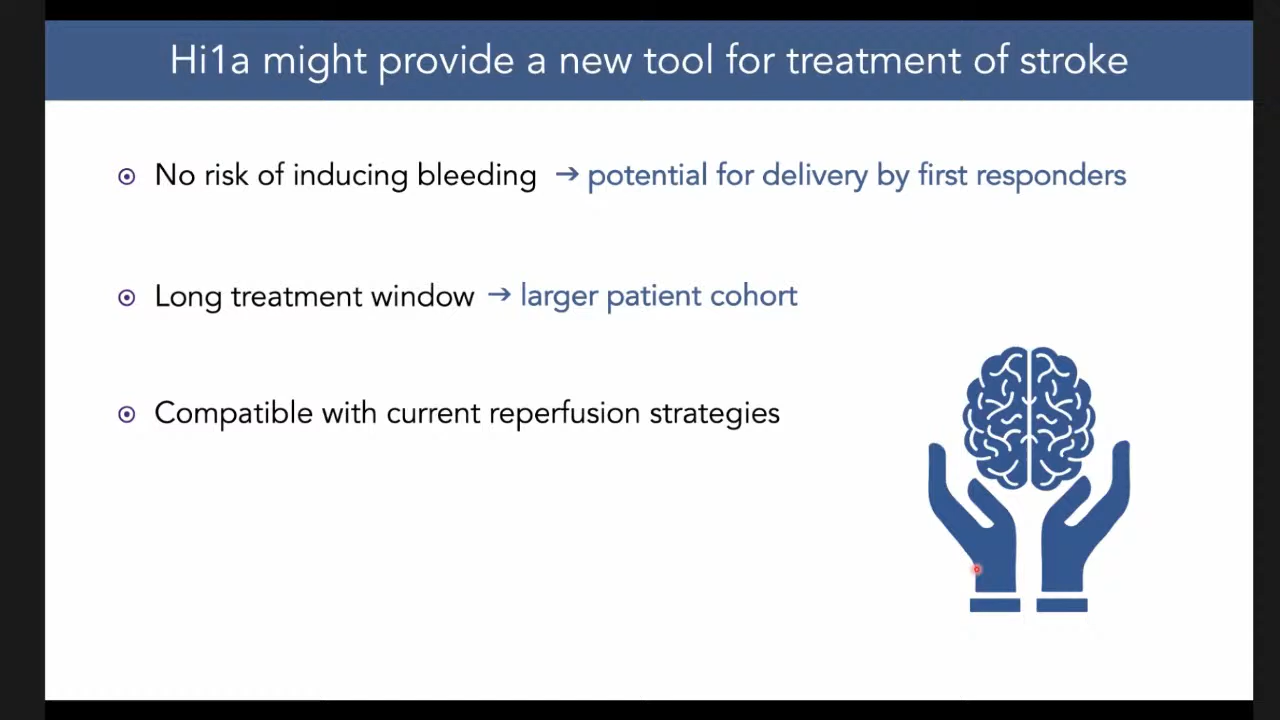 Hi1a might provide a new tool for treatment of stroke
No risk of inducing bleeding → potential for delivery by first responders
Long treatment window → larger patient cohort
Compatible with current reperfusion strategies